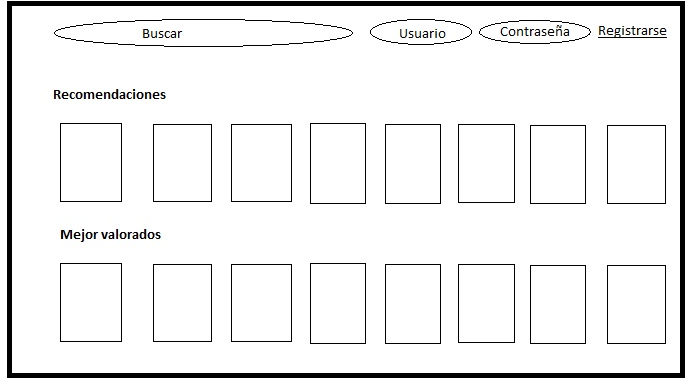 Buscar
Usuario
Contraseña
Registrarse
Recomendaciones
Mejor valorados